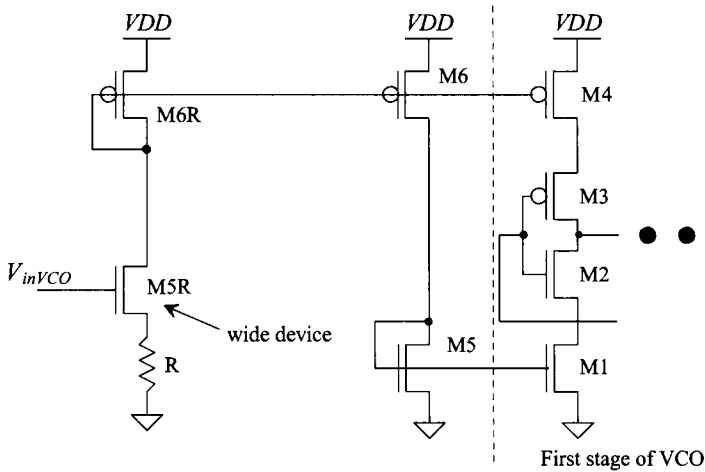 VDD
VDD
VDD
M6R
M6
M4
M3
M2
VinVCO
M5R
wide device
R
M5
M1
First stage of VCO